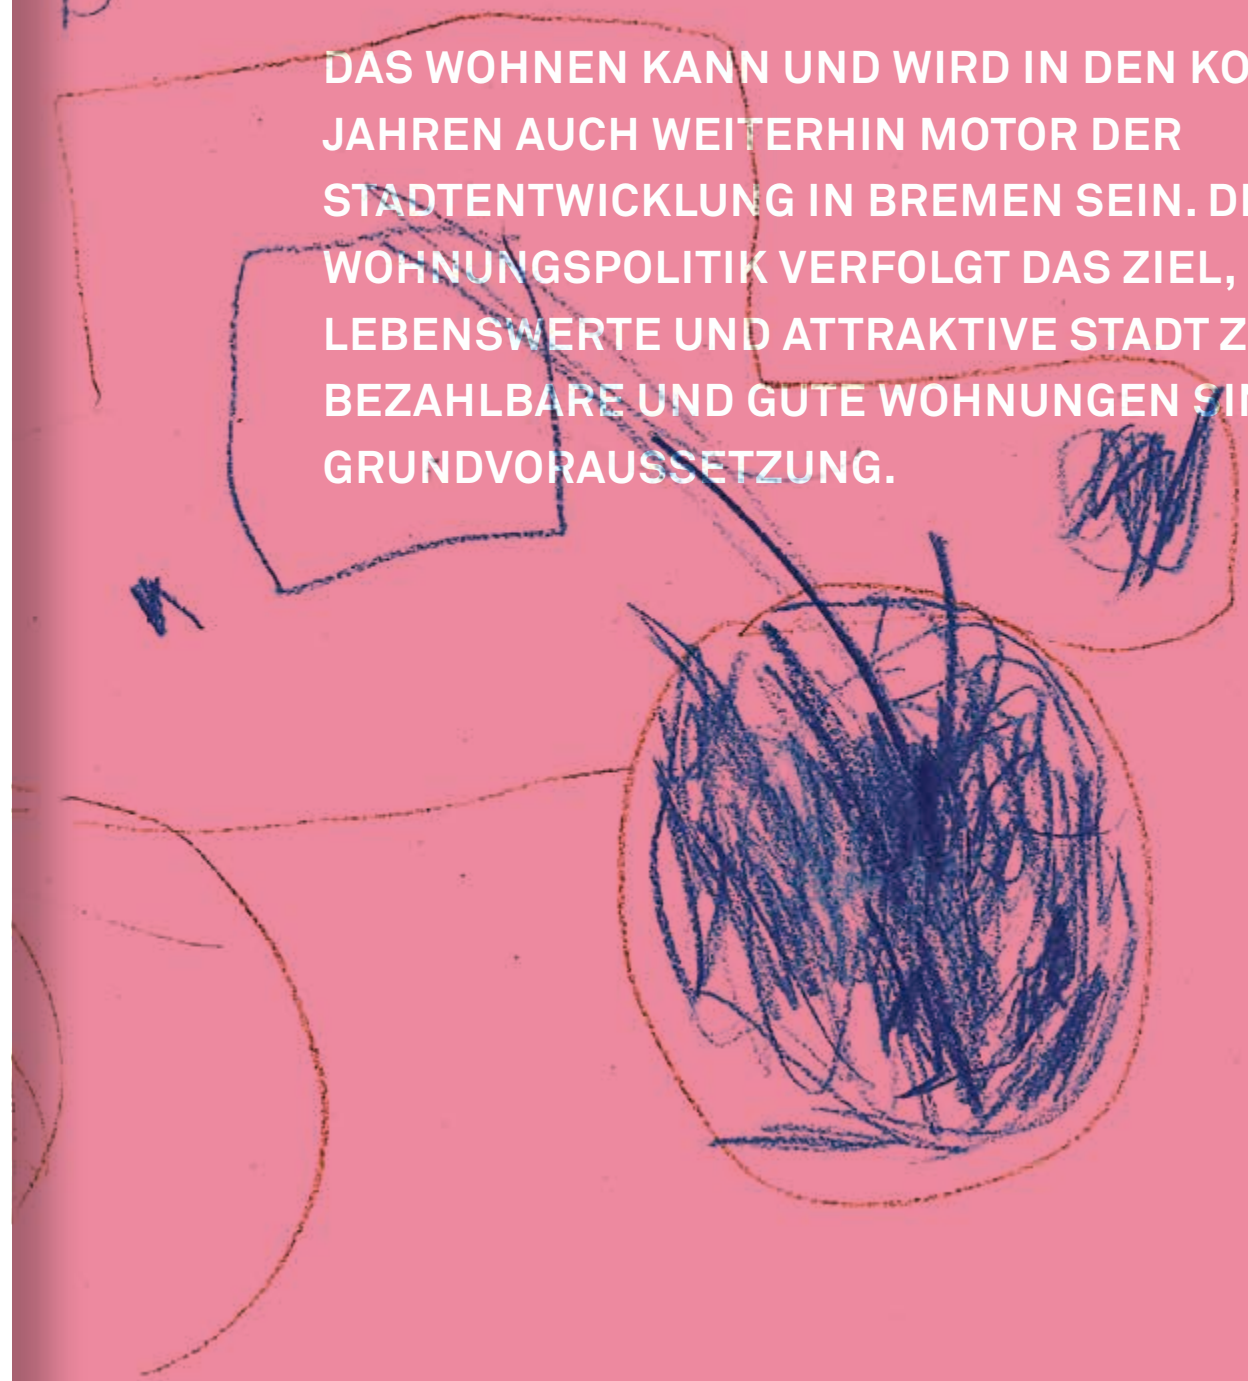 DAS WOHNEN KANN UND WIRD IN DEN KO
JAHREN AUCH WEITERHIN MOTOR DER
STADTENTWICKLUNG IN BREMEN SEIN. DI
WOHNUNGSPOLITIK VERFOLGT DAS ZIEL,
LEBENSWERTE UND ATTRAKTIVE STADT Z
BEZAHLBARE UND GUTE WOHNUNGEN SIN
GRUNDVORAUSSETZUNG.